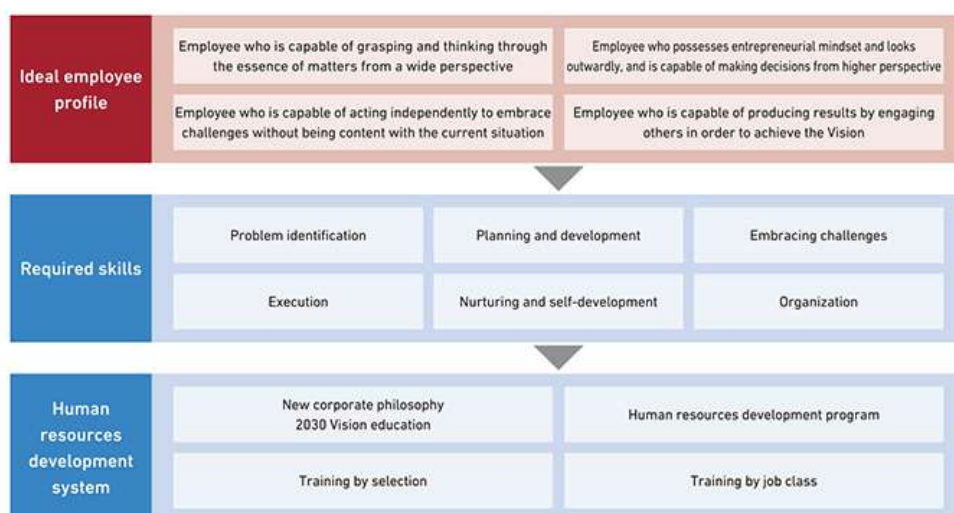 Ideal employee
profile
Employee who is capable of grasping and thinking through
the essence of matters from a wide perspective
Employee who possesses entrepreneurial mindset and looks
outwardly, and is capable of making decisions from higher perspective
Employee who is capable of acting independently to embrace
challenges without being content with the current situation
Employee who is capable of producing results by engaging
others in order to achieve the Vision
Required skills
Problem identification
Planning and development
Embracing challenges
Execution
Nurturing and self-development
Organization
Human
resources
development
system
New corporate philosophy
2030 Vision education
Human resources development program
Training by selection
Training by job class